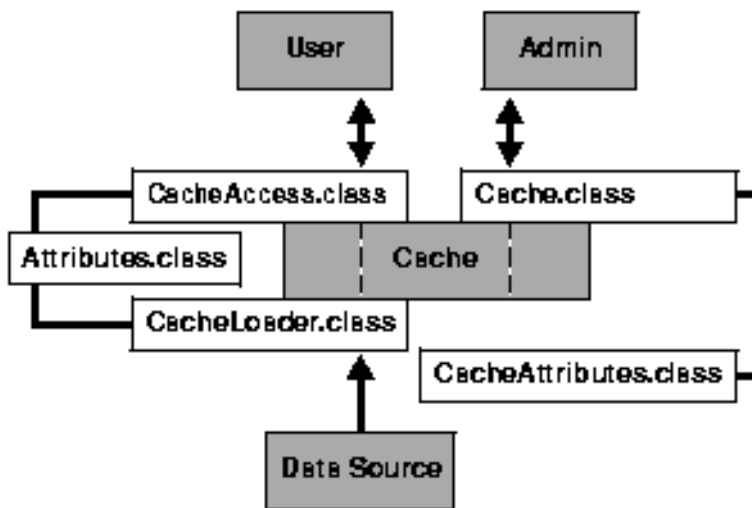 User
Admin
CacheAccess.class
Cache.class
Attributes.class
Cache
CacheLoader.class
CacheAttributes.class
Data Source